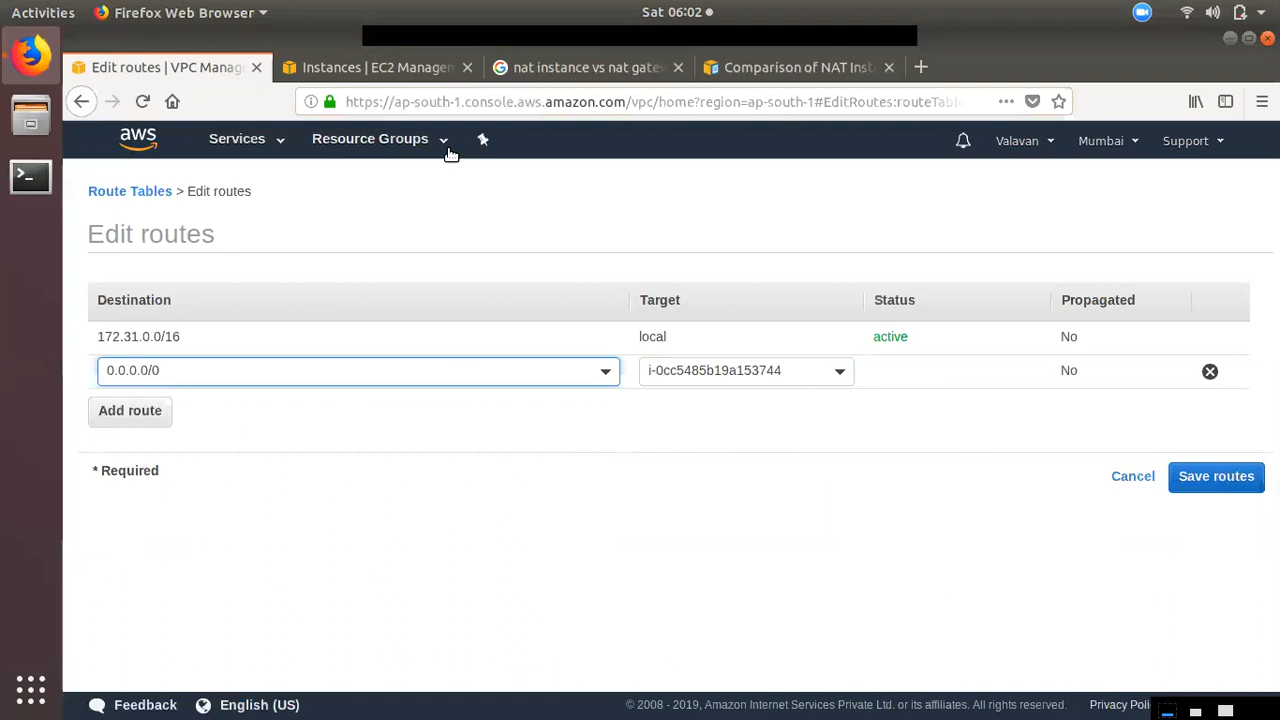 Activities Firefox Web Browser Sat 06:02
Edit routes | VPC Manag Instances | EC2 Managem nat instance vs nat gatew Comparison of NAT Insta
https://ap-south-1.console.aws.amazon.com/vpc/home?region=ap-south-1#EditRoutes:routeTabl
aws Services Resource Groups Valavan Mumbai Support
Route Tables > Edit routes
Edit routes
Destination Target Status Propagated
172.31.0.0/16 local active No
0.0.0.0/0 i-0cc5485b19a153744 No
Add route
* Required
Cancel Save routes
Feedback English (US) © 2008 - 2019, Amazon Internet Services Private Ltd. or its affiliates. All rights reserved. Privacy Poli